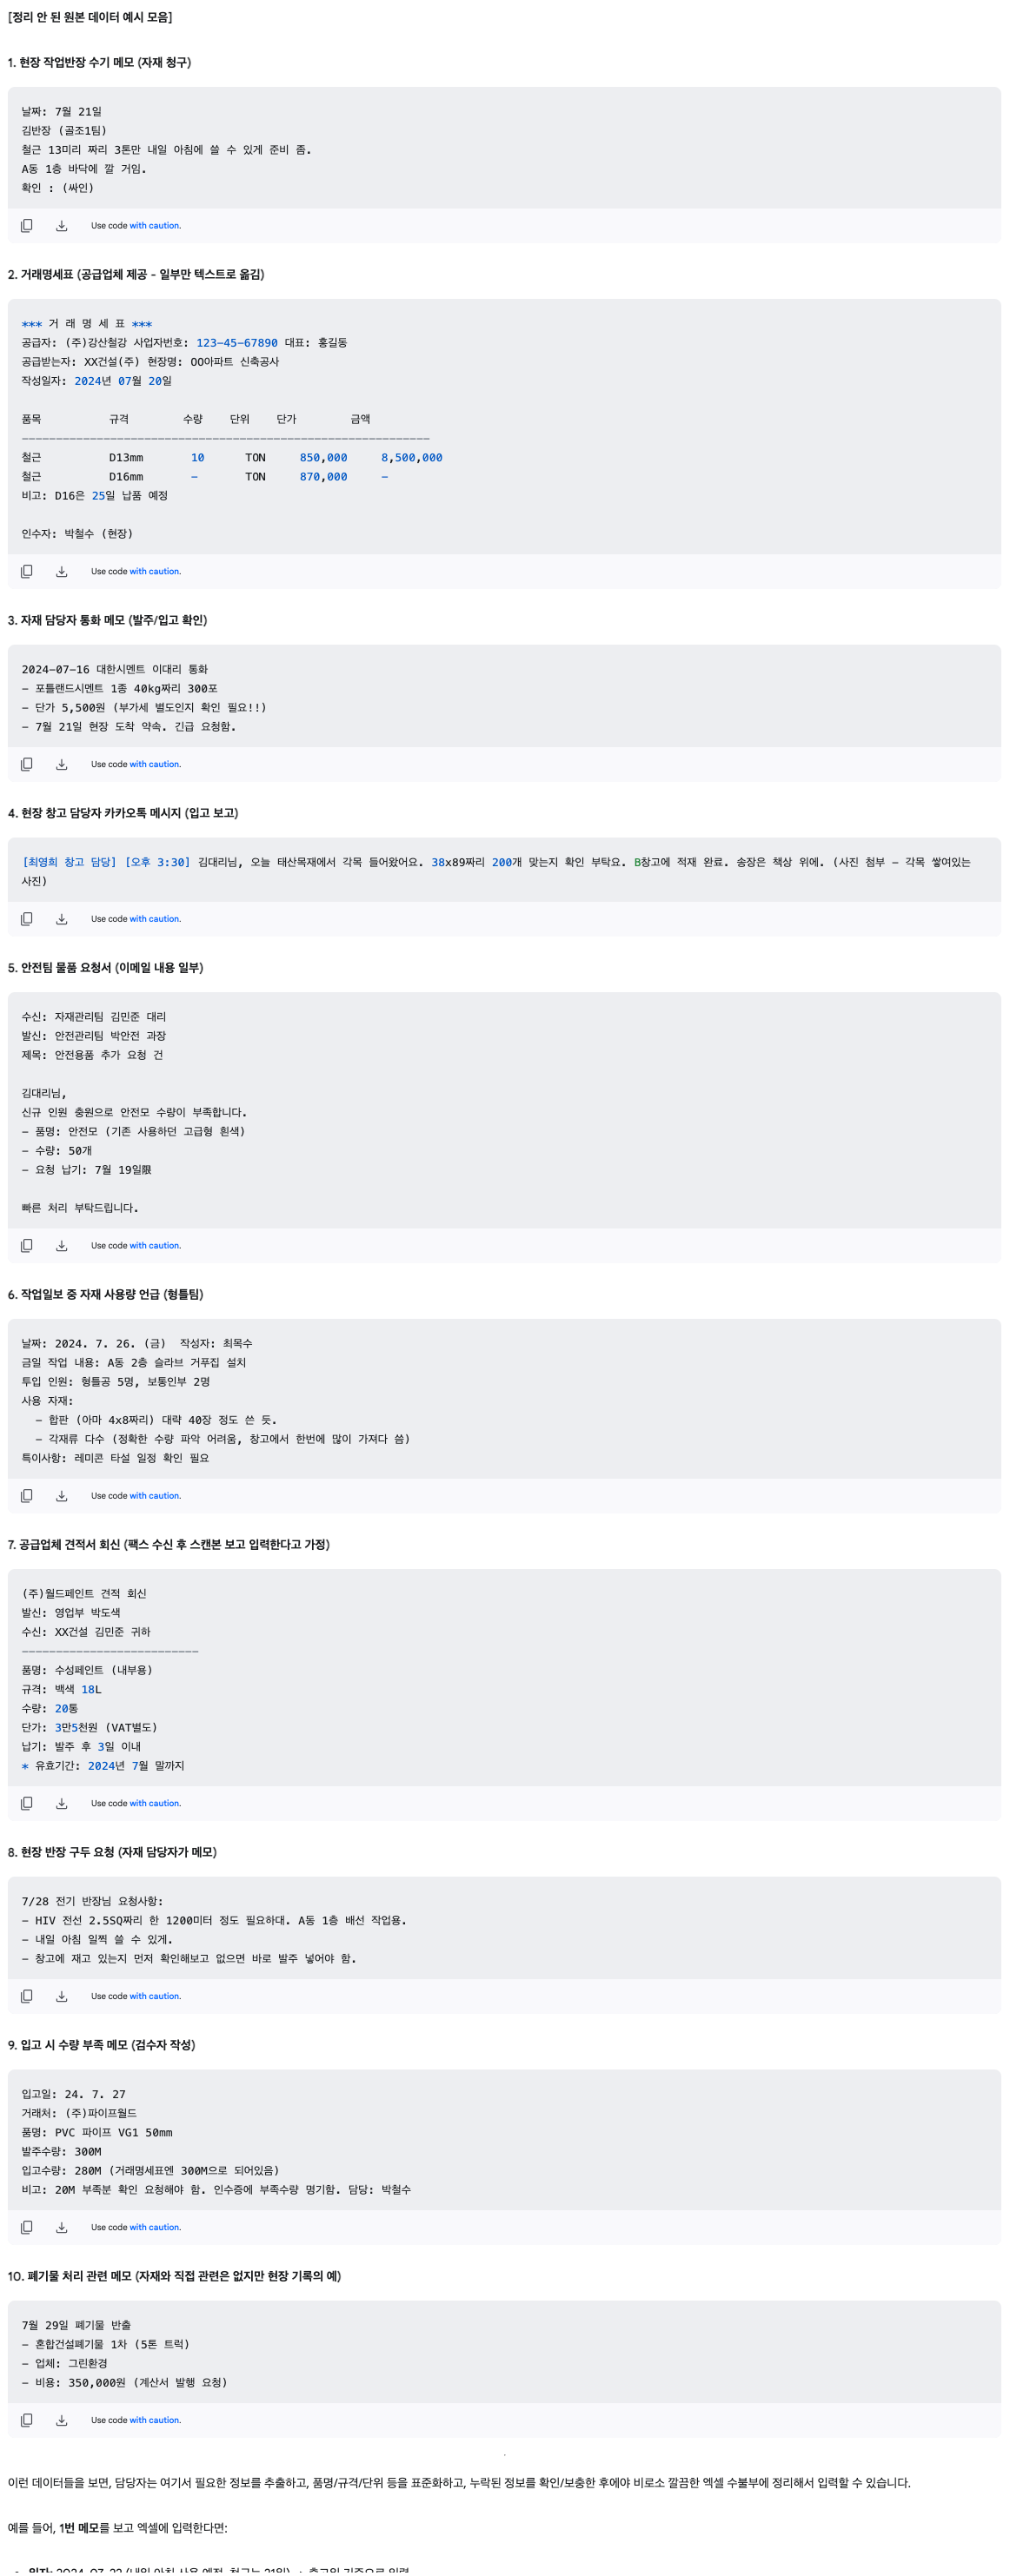 [정리 안 된 원본 데이터 예시 모음]
1. 현장 작업반장 수기 메모 (자재 청구)
날짜: 7월 21일
김반장 (골조1팀)
철근 13미리 짜리 3톤만 내일 아침에 쓸 수 있게 준비 좀.
A동 1층 바닥에 깔 거임.
확인 : (싸인)
Use code with caution.
2. 거래명세표 (공급업체 제공 - 일부만 텍스트로 옮김)
*** 거 래 명 세 표 ***
공급자: (주)강산철강 사업자번호: 123-45-67890 대표: 홍길동
공급받는자: XX건설(주) 현장명: OO아파트 신축공사
작성일자: 2024년 07월 20일
품목 규격 수량 단위 단가 금액
------------------------------------------------------------
철근 D13mm 10 TON 850,000 8,500,000
철근 D16mm - TON 870,000 -
비고: D16은 25일 납품 예정
인수자: 박철수 (현장)
Use code with caution.
3. 자재 담당자 통화 메모 (발주/입고 확인)
2024-07-16 대한시멘트 이대리 통화
- 포틀랜드시멘트 1종 40kg짜리 300포
- 단가 5,500원 (부가세 별도인지 확인 필요!!)
- 7월 21일 현장 도착 약속. 긴급 요청함.
Use code with caution.
4. 현장 창고 담당자 카카오톡 메시지 (입고 보고)
[최영희 창고 담당] [오후 3:30] 김대리님, 오늘 태산목재에서 각목 들어왔어요. 38x89짜리 200개 맞는지 확인 부탁요. B창고에 적재 완료. 송장은 책상 위에. (사진 첨부 - 각목 쌓여있는
사진)
Use code with caution.
5. 안전팀 물품 요청서 (이메일 내용 일부)
수신: 자재관리팀 김민준 대리
발신: 안전관리팀 박안전 과장
제목: 안전용품 추가 요청 건
김대리님,
신규 인원 충원으로 안전모 수량이 부족합니다.
- 품명: 안전모 (기존 사용하던 고급형 흰색)
- 수량: 50개
- 요청 납기: 7월 19일限
빠른 처리 부탁드립니다.
Use code with caution.
6. 작업일보 중 자재 사용량 언급 (형틀팀)
날짜: 2024. 7. 26. (금) 작성자: 최목수
금일 작업 내용: A동 2층 슬라브 거푸집 설치
투입 인원: 형틀공 5명, 보통인부 2명
사용 자재:
- 합판 (아마 4x8짜리) 대략 40장 정도 쓴 듯.
- 각재류 다수 (정확한 수량 파악 어려움, 창고에서 한번에 많이 가져다 씀)
특이사항: 레미콘 타설 일정 확인 필요
Use code with caution.
7. 공급업체 견적서 회신 (팩스 수신 후 스캔본 보고 입력한다고 가정)
(주)월드페인트 견적 회신
발신: 영업부 박도색
수신: XX건설 김민준 귀하
--------------------------
품명: 수성페인트 (내부용)
규격: 백색 18L
수량: 20통
단가: 3만5천원 (VAT별도)
납기: 발주 후 3일 이내
* 유효기간: 2024년 7월 말까지
Use code with caution.
8. 현장 반장 구두 요청 (자재 담당자가 메모)
7/28 전기 반장님 요청사항:
- HIV 전선 2.5SQ짜리 한 1200미터 정도 필요하대. A동 1층 배선 작업용.
- 내일 아침 일찍 쓸 수 있게.
- 창고에 재고 있는지 먼저 확인해보고 없으면 바로 발주 넣어야 함.
Use code with caution.
9. 입고 시 수량 부족 메모 (검수자 작성)
입고일: 24. 7. 27
거래처: (주)파이프월드
품명: PVC 파이프 VG1 50mm
발주수량: 300M
입고수량: 280M (거래명세표엔 300M으로 되어있음)
비고: 20M 부족분 확인 요청해야 함. 인수증에 부족수량 명기함. 담당: 박철수
Use code with caution.
10. 폐기물 처리 관련 메모 (자재와 직접 관련은 없지만 현장 기록의 예)
7월 29일 폐기물 반출
- 혼합건설폐기물 1차 (5톤 트럭)
- 업체: 그린환경
- 비용: 350,000원 (계산서 발행 요청)
Use code with caution.
.
이런 데이터들을 보면, 담당자는 여기서 필요한 정보를 추출하고, 품명/규격/단위 등을 표준화하고, 누락된 정보를 확인/보충한 후에야 비로소 깔끔한 엑셀 수불부에 정리해서 입력할 수 있습니다.
예를 들어, 1번 메모를 보고 엑셀에 입력한다면: